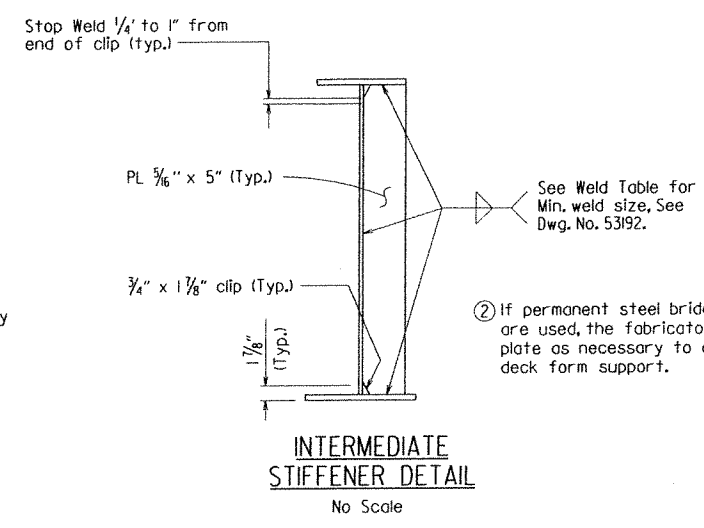 Stop Weld 1/4' to 1" from
end of clip (typ.)
PL 5/16" x 5" (Typ.)
See Weld Table for
Min. weld size, See
Dwg. No. 53192.
3/4" x 1 7/8" clip (Typ.)
1 7/8"
(Typ.)
y
② If permanent steel
are used, the
plate as necessary to
deck form support.
INTERMEDIATE
STIFFENER DETAIL
No Scale